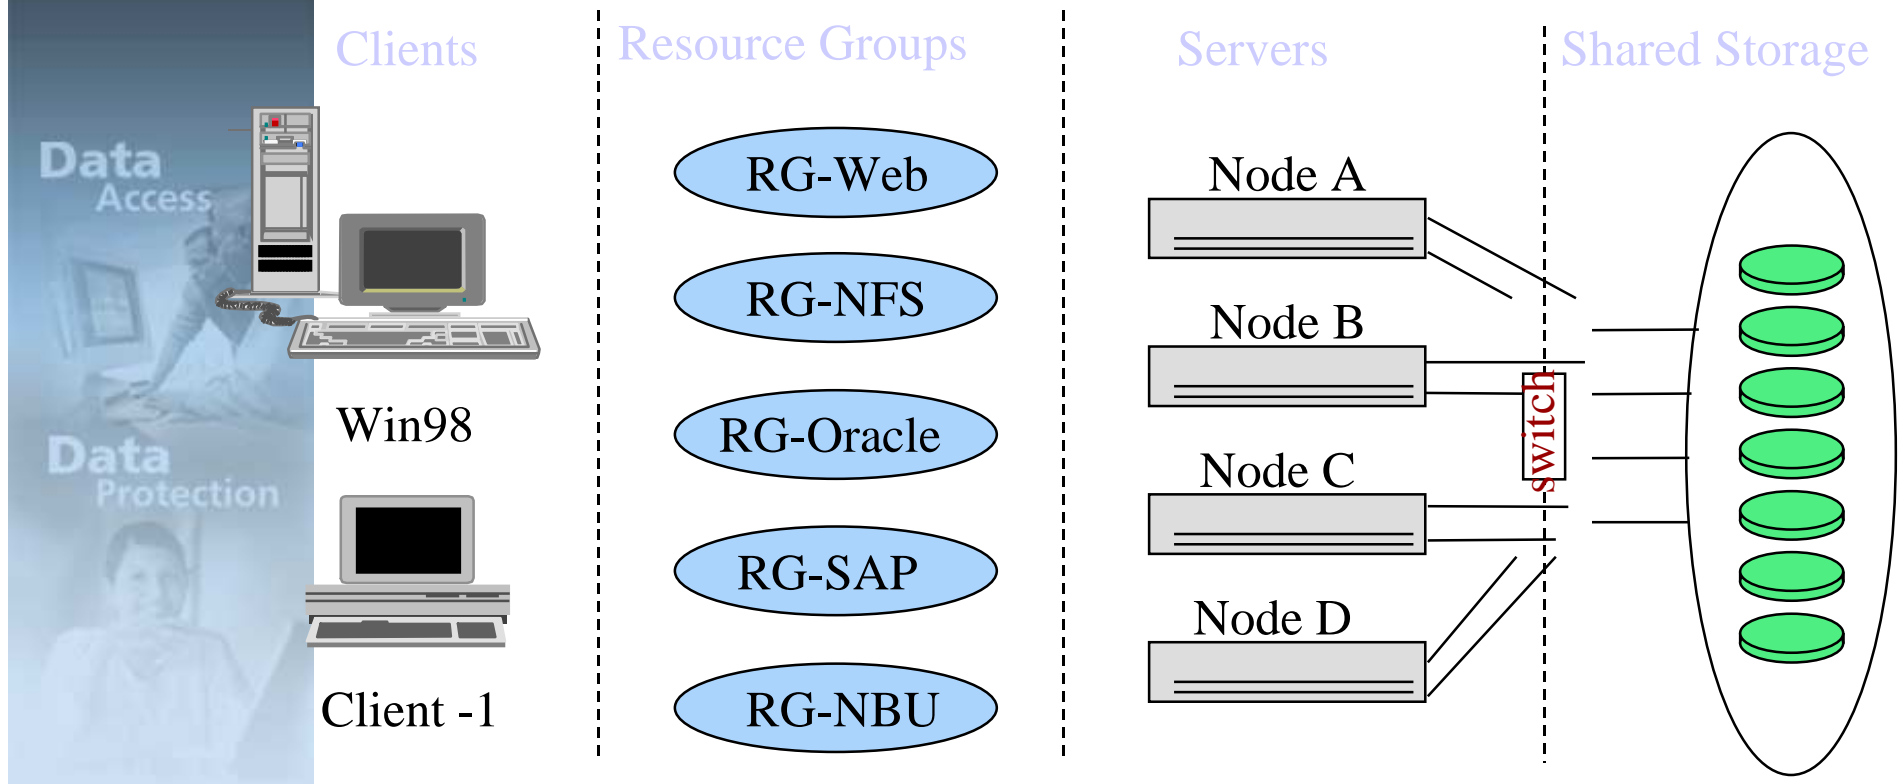 Clients
Resource Groups
Servers
Shared Storage
Data
Access
Data
Protection
Win98
Client -1
RG-Web
RG-NFS
RG-Oracle
RG-SAP
RG-NBU
Node A
Node B
Node C
Node D
switch